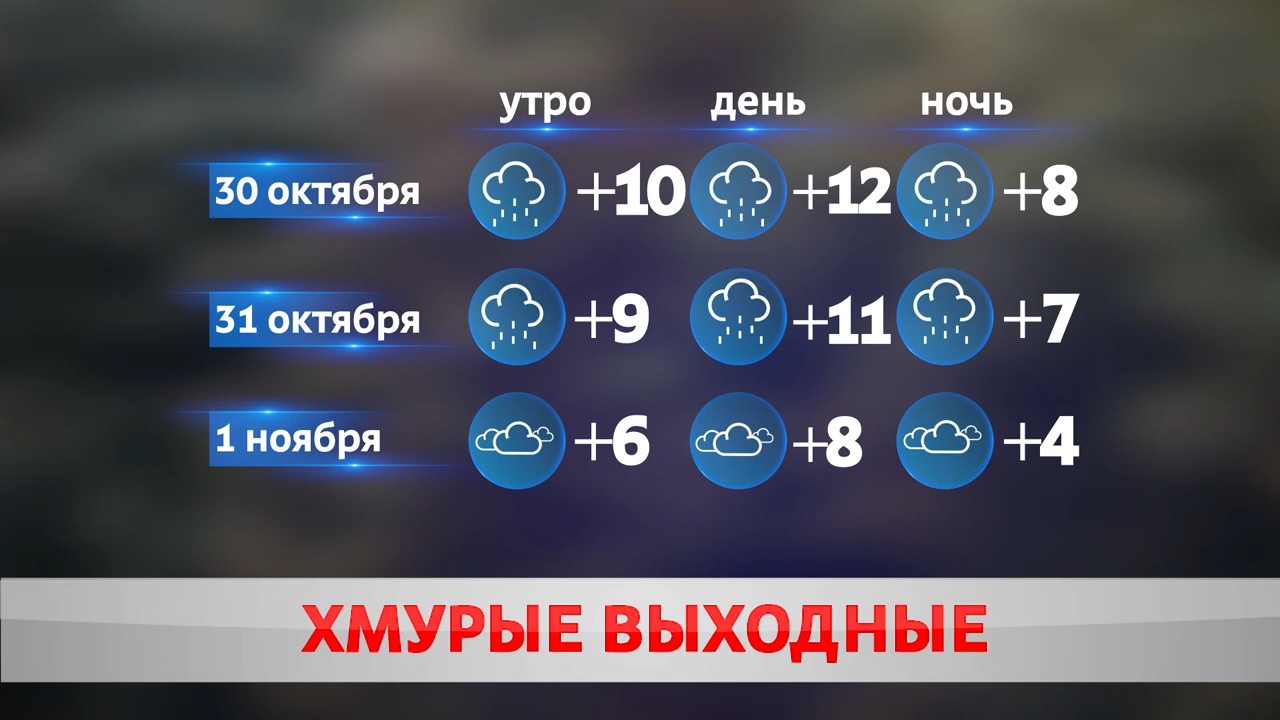 утро день ночь
30 октября +10 +12 +8
31 октября +9 +11 +7
1 ноября +6 +8 +4
ХМУРЫЕ ВЫХОДНЫЕ